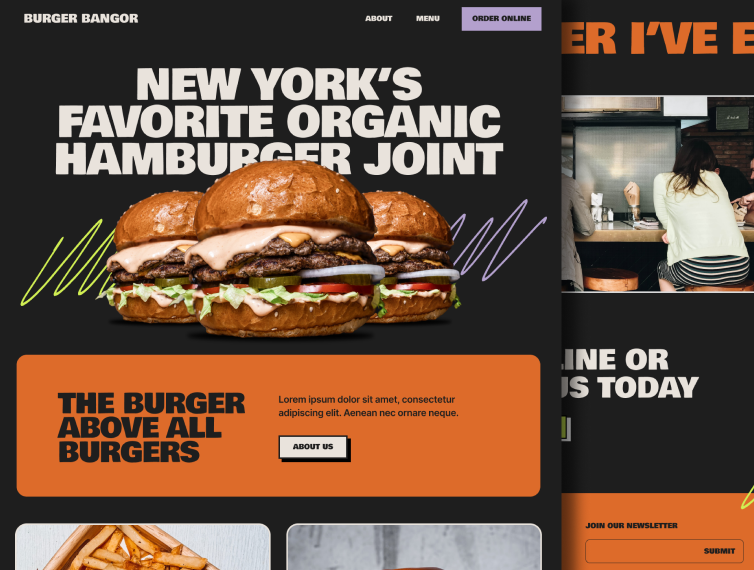 BURGER BANGOR
ABOUT
MENU
ORDER ONLINE
NEW YORK'S
FAVORITE ORGANIC
HAMBURGER JOINT
THE BURGER
ABOVE ALL
BURGERS
Lorem ipsum dolor sit amet, consectetur
adipiscing elit. Aenean nec ornare neque.
ABOUT US
ER I'VE E
LINE OR
US TODAY
JOIN OUR NEWSLETTER
SUBMIT